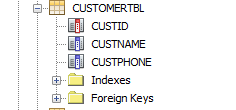 CUSTOMERTBL
CUSTID
CUSTNAME
CUSTPHONE
Indexes
Foreign Keys